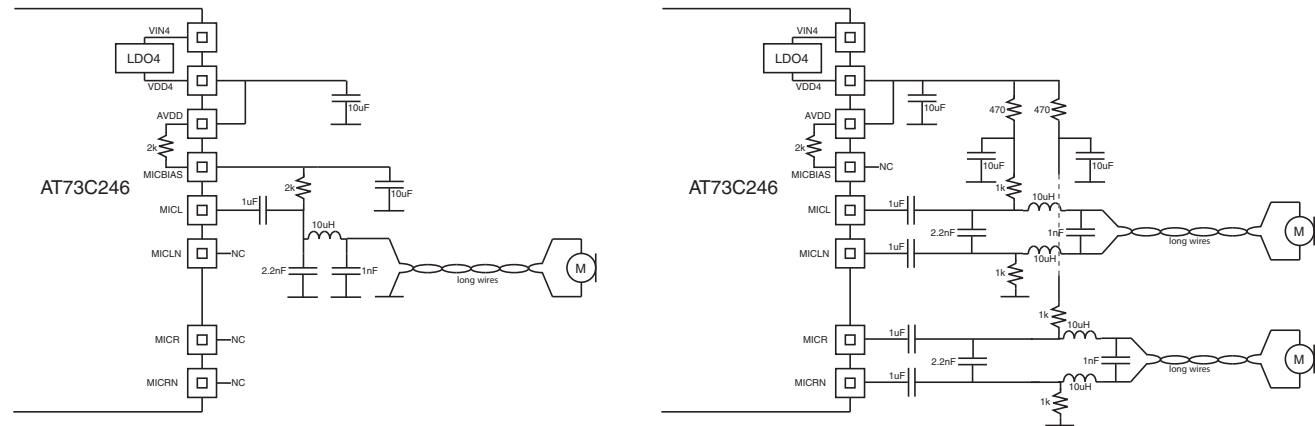 VIN4
LDO4
VDD4
10uF
AVDD
2k
MICBIAS
2k
10uF
AT73C246
MICL
1uF
10uH
MICLN
NC
2.2nF
1nF
long wires
M
MICR
NC
MICRN
NC
VIN4
LDO4
VDD4
10uF
470
470
AVDD
2k
10uF
10uF
MICBIAS
NC
AT73C246
1k
MICL
1uF
10uH
2.2nF
1nF
M
long wires
MICLN
1uF
10uH
1k
1k
MICR
1uF
10uH
2.2nF
1nF
M
long wires
MICRN
1uF
10uH
1k